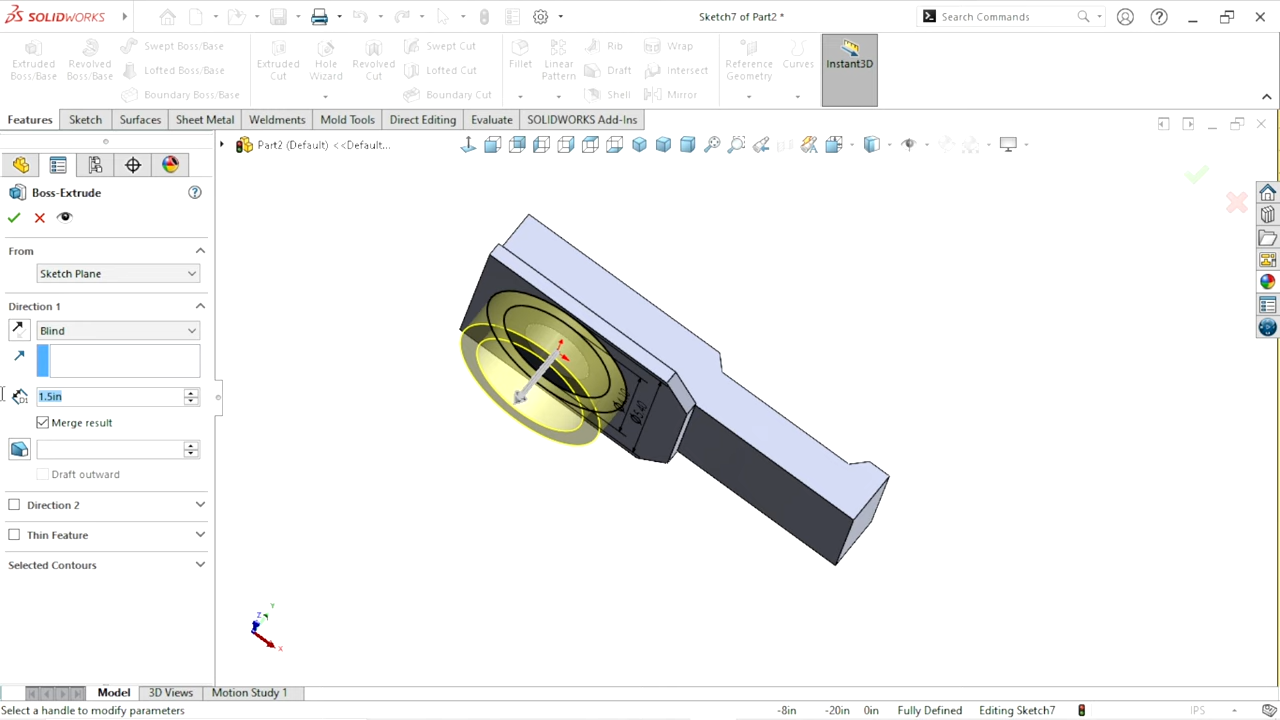 SOLIDWORKS
Sketch7 of Part2 *
Search Commands
Extruded Boss/Base
Revolved Boss/Base
Swept Boss/Base
Lofted Boss/Base
Boundary Boss/Base
Extruded Cut
Hole Wizard
Revolved Cut
Swept Cut
Lofted Cut
Boundary Cut
Fillet
Linear Pattern
Rib
Draft
Shell
Wrap
Intersect
Mirror
Reference Geometry
Curves
Instant3D
Features
Sketch
Surfaces
Sheet Metal
Weldments
Mold Tools
Direct Editing
Evaluate
SOLIDWORKS Add-Ins
Part2 (Default) <<Default...
Boss-Extrude
From
Sketch Plane
Direction 1
Blind
D1
1.5in
Merge result
Draft outward
Direction 2
Thin Feature
Selected Contours
Y
Z
X
Model
3D Views
Motion Study 1
Select a handle to modify parameters
-8in
-20in
0in
Fully Defined
Editing Sketch7
IPS